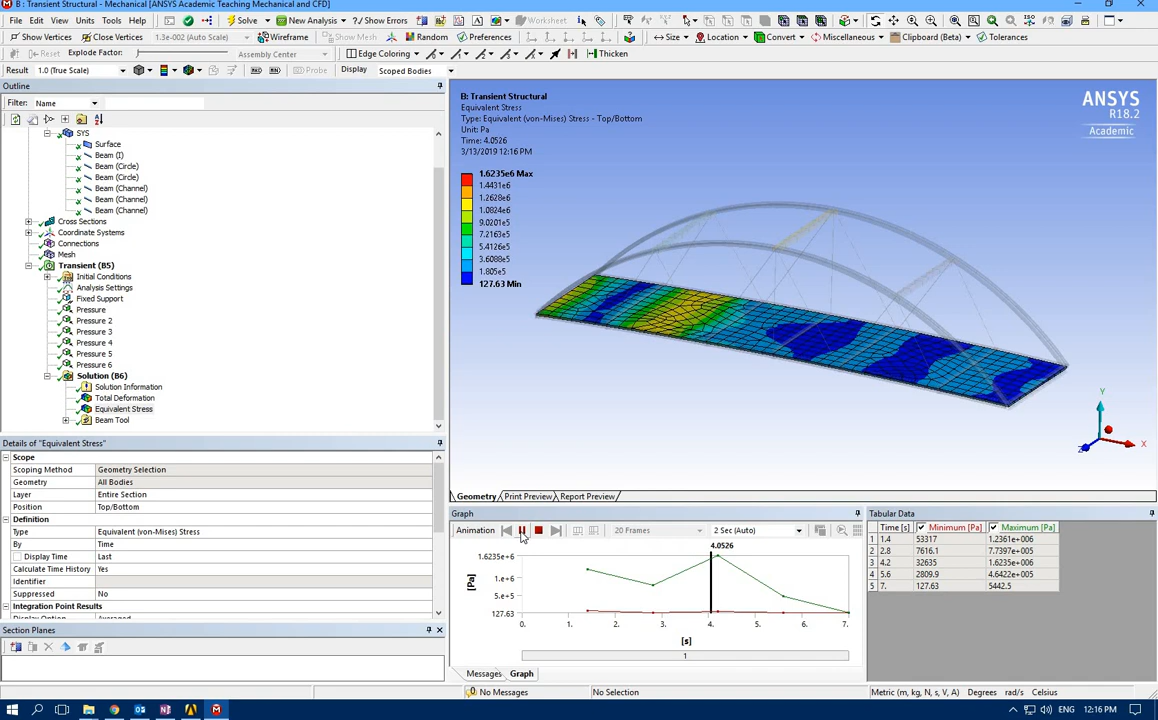 B : Transient Structural - Mechanical [ANSYS Academic Teaching Mechanical and CFD]
File Edit View Units Tools Help Solve New Analysis Show Errors Worksheet
Show Vertices Close Vertices 1.3e-002 (Auto Scale) Wireframe Show Mesh Random Preferences Size Location Convert Miscellaneous Clipboard (Beta) Tolerances
Reset Explode Factor: Assembly Center Edge Coloring Thicken
Result 1.0 (True Scale) Probe Display Scoped Bodies
Outline
Filter: Name
SYS
Surface
Beam (I)
Beam (Circle)
Beam (Circle)
Beam (Channel)
Beam (Channel)
Beam (Channel)
Cross Sections
Coordinate Systems
Connections
Mesh
Transient (B5)
Initial Conditions
Analysis Settings
Fixed Support
Pressure
Pressure 2
Pressure 3
Pressure 4
Pressure 5
Pressure 6
Solution (B6)
Solution Information
Total Deformation
Equivalent Stress
Beam Tool
Details of "Equivalent Stress"
Scope
Scoping Method Geometry Selection
Geometry All Bodies
Layer Entire Section
Position Top/Bottom
Definition
Type Equivalent (von-Mises) Stress
By Time
Display Time Last
Calculate Time History Yes
Identifier
Suppressed No
Integration Point Results
Display Option Averaged
Section Planes
B: Transient Structural
Equivalent Stress
Type: Equivalent (von-Mises) Stress - Top/Bottom
Unit: Pa
Time: 4.0526
3/13/2019 12:16 PM
1.6235e6 Max
1.4431e6
1.2628e6
1.0824e6
9.0201e5
7.2163e5
5.4126e5
3.6088e5
1.805e5
127.63 Min
ANSYS
R18.2
Academic
Y
X
Z
Geometry Print Preview Report Preview
Graph
Animation 20 Frames 2 Sec (Auto)
4.0526
1.6235e+6
1.e+6
5.e+5
127.63
[Pa]
0. 1. 2. 3. 4. 5. 6. 7.
[s]
1
Messages Graph
Tabular Data
Time [s] Minimum [Pa] Maximum [Pa]
1 1.4 53317 1.2361e+006
2 2.8 7616.1 7.7397e+005
3 4.2 32635 1.6235e+006
4 5.6 2809.9 4.6422e+005
5 7. 127.63 5442.5
No Messages No Selection Metric (m, kg, N, s, V, A) Degrees rad/s Celsius
ENG 12:16 PM